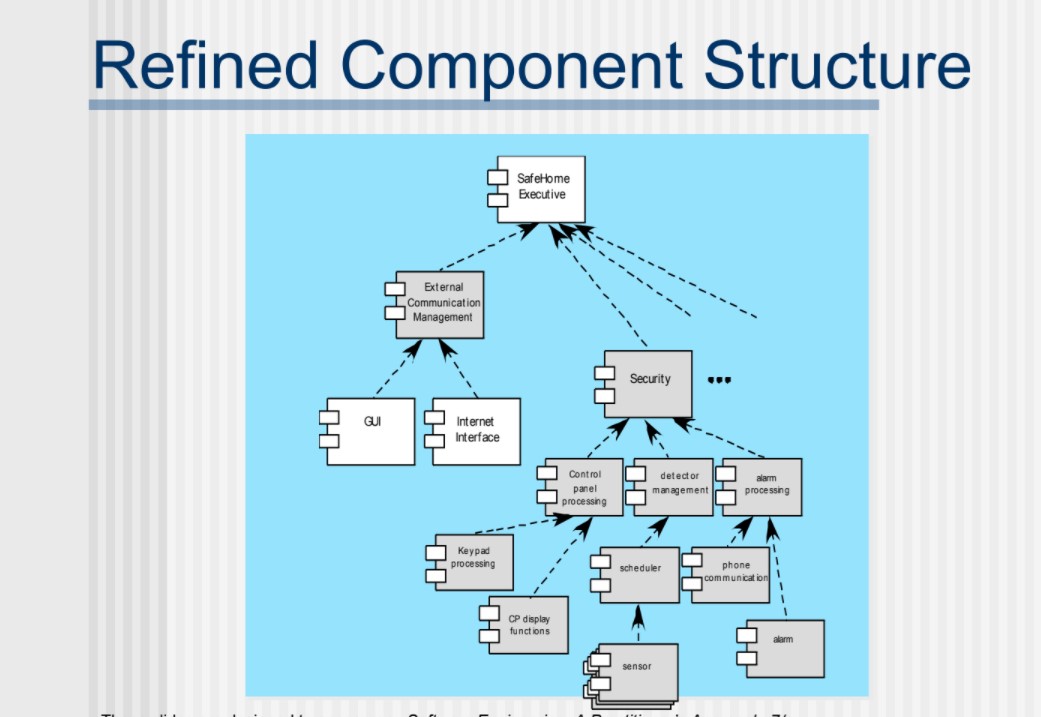 Refined Component Structure
SafeHome
Executive
External
Communication
Management
Security
GUI
Internet
Interface
Control
panel
processing
detector
management
alarm
processing
Keypad
processing
scheduler
phone
communication
CP display
functions
alarm
sensor